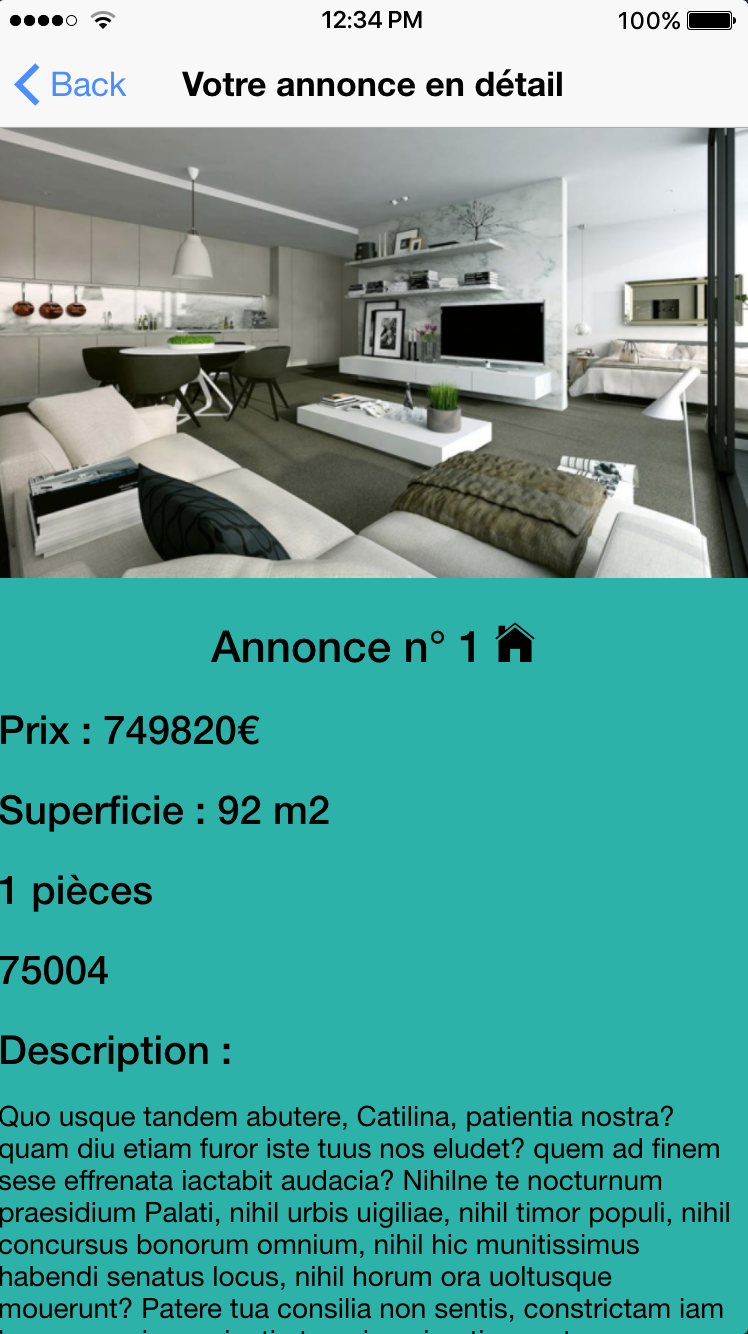 12:34 PM 100%
Back Votre annonce en détail
Annonce n° 1
Prix : 749820€
Superficie : 92 m2
1 pièces
75004
Description :
Quo usque tandem abutere, Catilina, patientia nostra?
quam diu etiam furor iste tuus nos eludet? quem ad finem
sese effrenata iactabit audacia? Nihilne te nocturnum
praesidium Palati, nihil urbis uigiliae, nihil timor populi, nihil
concursus bonorum omnium, nihil hic munitissimus
habendi senatus locus, nihil horum ora uoltusque
mouerunt? Patere tua consilia non sentis, constrictam iam